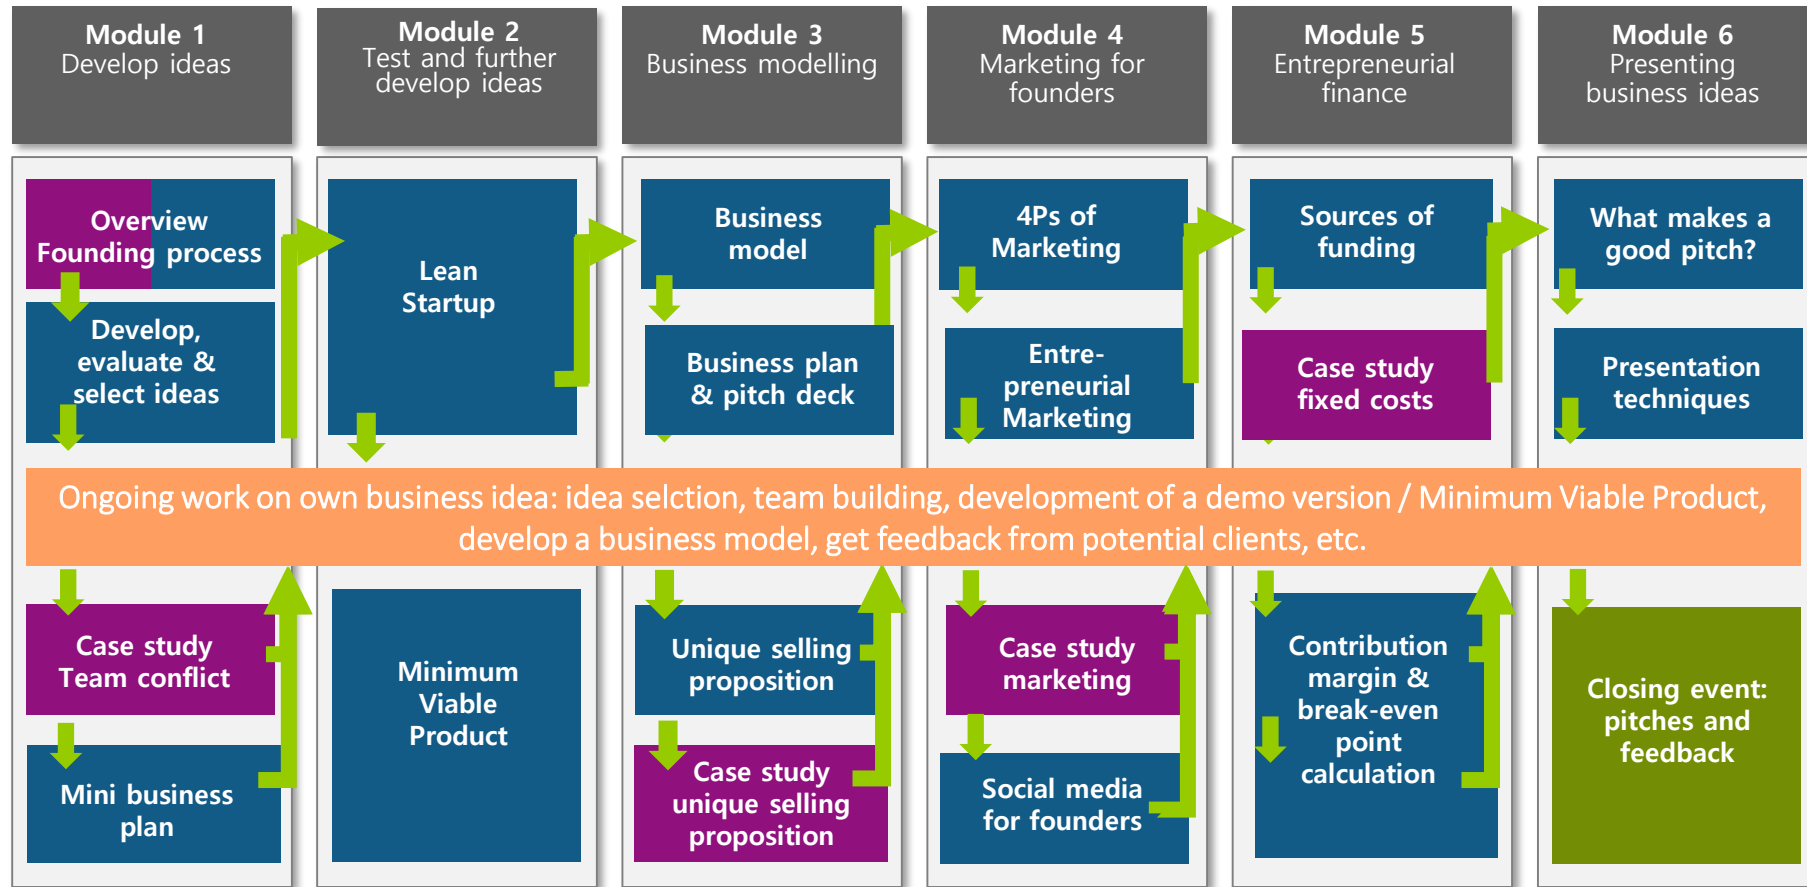 Module 1
Develop ideas
Module 2
Test and further
develop ideas
Module 3
Business modelling
Module 4
Marketing for
founders
Module 5
Entrepreneurial
finance
Module 6
Presenting
business ideas
Overview
Founding process
Develop,
evaluate &
select ideas
Lean
Startup
Business
model
Business plan
& pitch deck
4Ps of
Marketing
Entre-
preneurial
Marketing
Sources of
funding
Case study
fixed costs
What makes a
good pitch?
Presentation
techniques
Ongoing work on own business idea: idea selction, team building, development of a demo version / Minimum Viable Product,
develop a business model, get feedback from potential clients, etc.
Case study
Team conflict
Mini business
plan
Minimum
Viable
Product
Unique selling
proposition
Case study
unique selling
proposition
Case study
marketing
Social media
for founders
Contribution
margin &
break-even
point
calculation
Closing event:
pitches and
feedback